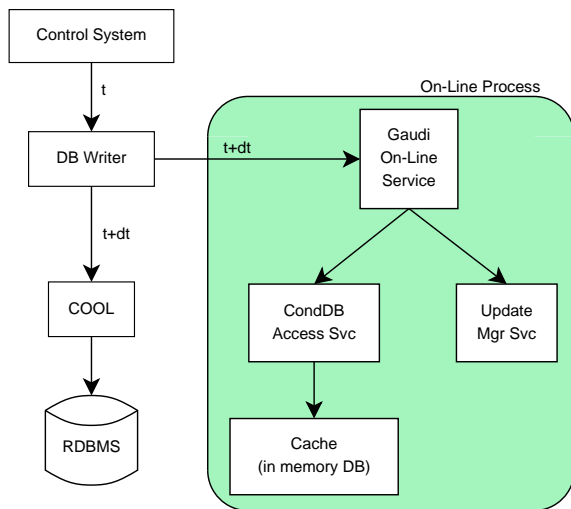 Control System
t
On-Line Process
DB Writer
t+dt
Gaudi
On-Line
Service
t+dt
COOL
CondDB
Access Svc
Update
Mgr Svc
RDBMS
Cache
(in memory DB)